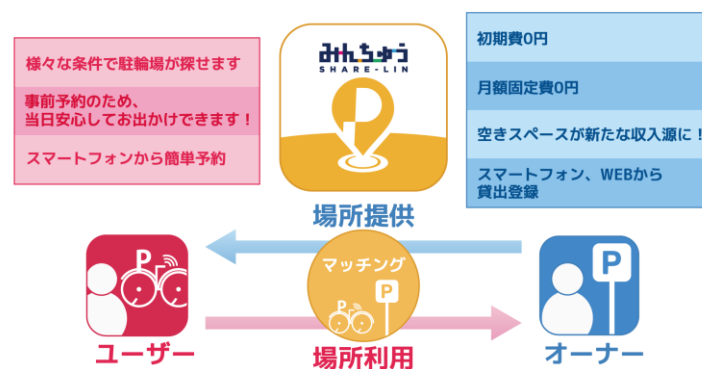 様々な条件で駐輪場が探せます
事前予約のため、
当日安心してお出かけできます！
スマートフォンから簡単予約
みんちゅう
SHARE-LIN
P
初期費0円
月額固定費0円
空きスペースが新たな収入源に！
スマートフォン、WEBから
貸出登録
場所提供
P
マッチング
P
P
ユーザー
場所利用
オーナー